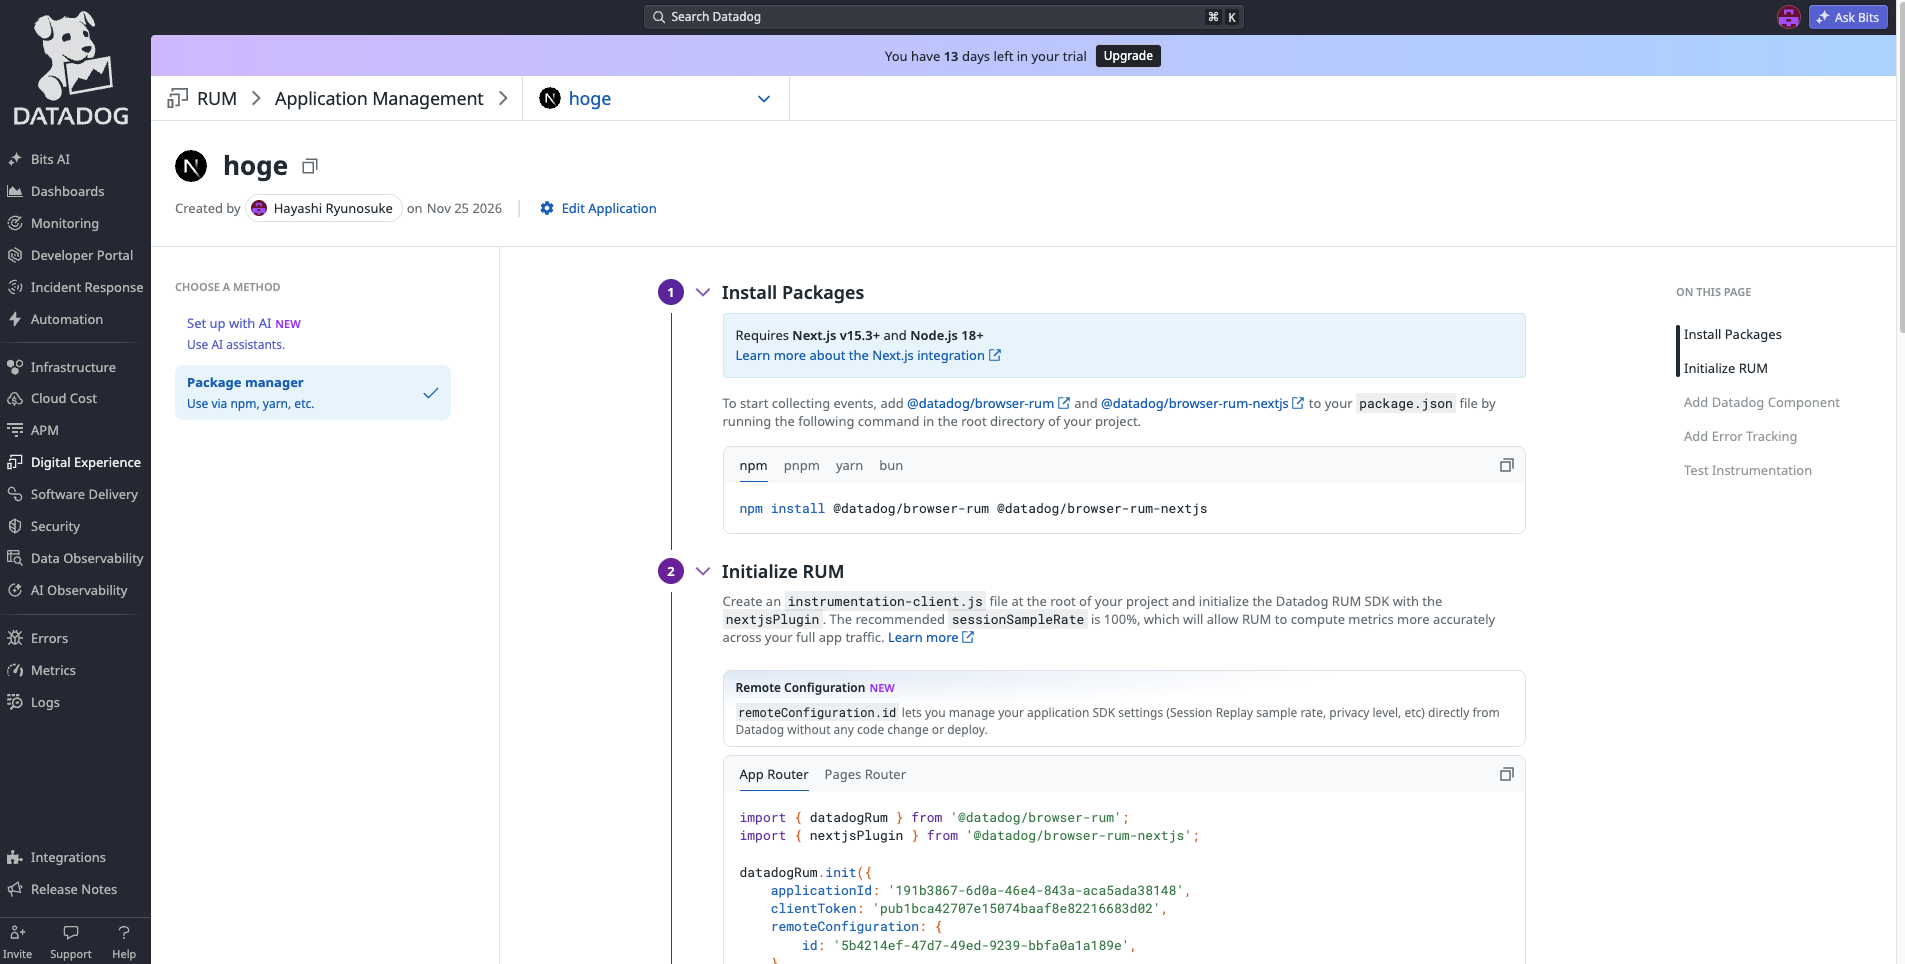 DATADOG
Search Datadog
⌘ K
Ask Bits
You have 13 days left in your trial
Upgrade
RUM
Application Management
N
hoge
N
hoge
Created by Hayashi Ryunosuke on Nov 25 2026
Edit Application
Bits AI
Dashboards
Monitoring
Developer Portal
Incident Response
Automation
Infrastructure
Cloud Cost
APM
Digital Experience
Software Delivery
Security
Data Observability
AI Observability
Errors
Metrics
Logs
Integrations
Release Notes
Invite
Support
Help
CHOOSE A METHOD
Set up with AI NEW
Use AI assistants.
Package manager
Use via npm, yarn, etc.
1
Install Packages
Requires Next.js v15.3+ and Node.js 18+
Learn more about the Next.js integration
To start collecting events, add @datadog/browser-rum and @datadog/browser-rum-nextjs to your package.json file by
running the following command in the root directory of your project.
npm pnpm yarn bun
npm install @datadog/browser-rum @datadog/browser-rum-nextjs
2
Initialize RUM
Create an instrumentation-client.js file at the root of your project and initialize the Datadog RUM SDK with the
nextjsPlugin. The recommended sessionSampleRate is 100%, which will allow RUM to compute metrics more accurately
across your full app traffic. Learn more
Remote Configuration NEW
remoteConfiguration.id lets you manage your application SDK settings (Session Replay sample rate, privacy level, etc) directly from
Datadog without any code change or deploy.
App Router Pages Router
import { datadogRum } from '@datadog/browser-rum';
import { nextjsPlugin } from '@datadog/browser-rum-nextjs';
datadogRum.init({
applicationId: '191b3867-6d0a-46e4-843a-aca5ada38148',
clientToken: 'pub1bca42707e15074baaf8e82216683d02',
remoteConfiguration: {
id: '5b4214ef-47d7-49ed-9239-bbfa0a1a189e',
}
ON THIS PAGE
Install Packages
Initialize RUM
Add Datadog Component
Add Error Tracking
Test Instrumentation